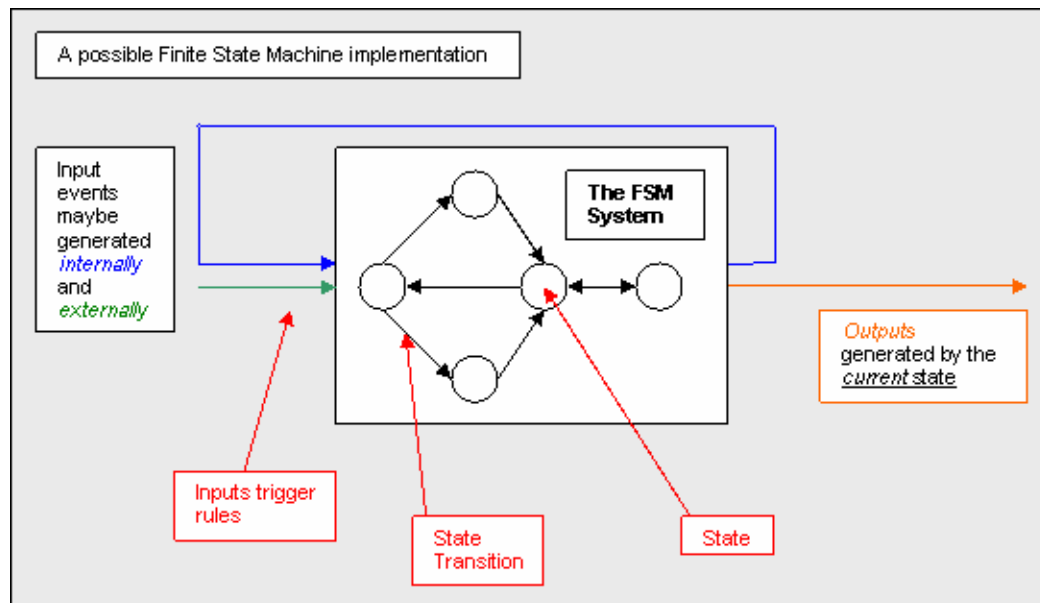 A possible Finite State Machine implementation
Input
events
maybe
generated
internally
and
externally
The FSM
System
Outputs
generated by the
current state
Inputs trigger
rules
State
Transition
State